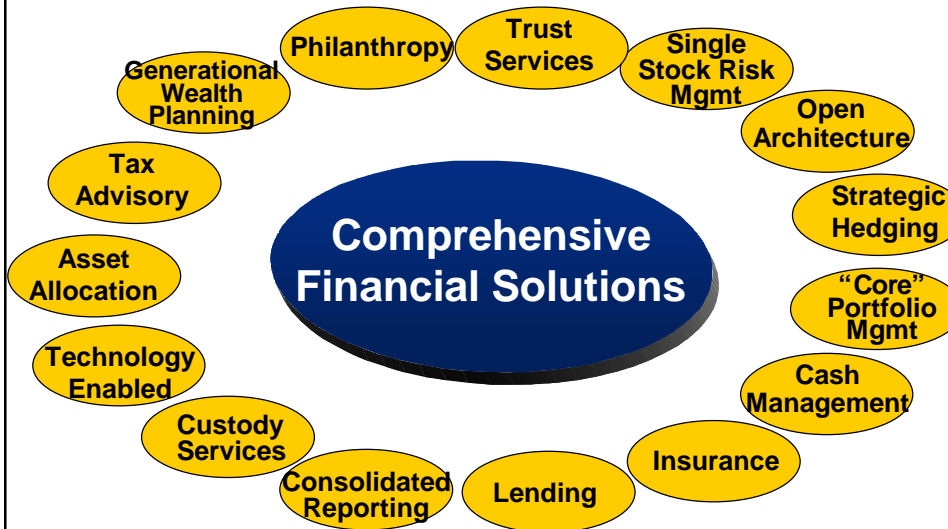 Philanthropy
Trust
Services
Single
Stock Risk
Mgmt
Open
Architecture
Strategic
Hedging
“Core”
Portfolio
Mgmt
Cash
Management
Insurance
Lending
Consolidated
Reporting
Custody
Services
Technology
Enabled
Asset
Allocation
Tax
Advisory
Generational
Wealth
Planning
Comprehensive
Financial Solutions